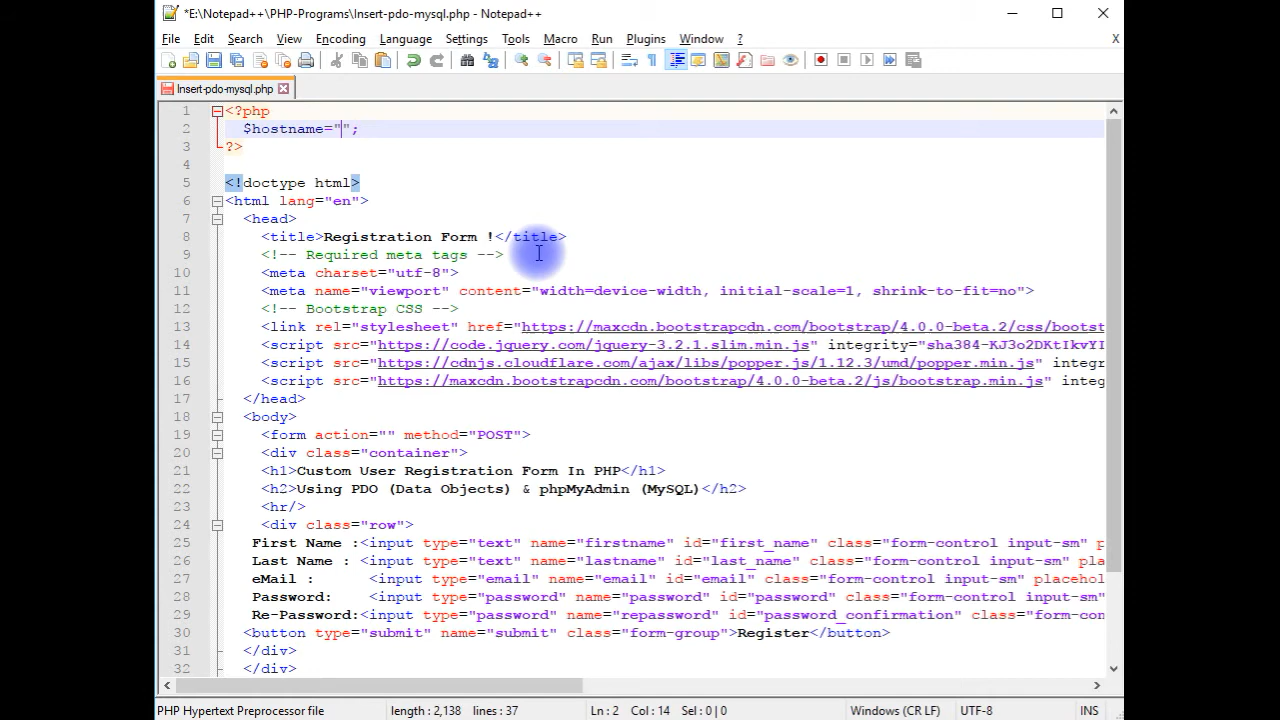 *E:\Notepad++\PHP-Programs\Insert-pdo-mysql.php - Notepad++
File Edit Search View Encoding Language Settings Tools Macro Run Plugins Window ? X
Insert-pdo-mysql.php
1 <?php
2 $hostname="";
3 ?>
4
5 <!doctype html>
6 <html lang="en">
7 <head>
8 <title>Registration Form !</title>
9 <!-- Required meta tags -->
10 <meta charset="utf-8">
11 <meta name="viewport" content="width=device-width, initial-scale=1, shrink-to-fit=no">
12 <!-- Bootstrap CSS -->
13 <link rel="stylesheet" href="https://maxcdn.bootstrapcdn.com/bootstrap/4.0.0-beta.2/css/bootst
14 <script src="https://code.jquery.com/jquery-3.2.1.slim.min.js" integrity="sha384-KJ3o2DKtIkvYI
15 <script src="https://cdnjs.cloudflare.com/ajax/libs/popper.js/1.12.3/umd/popper.min.js" integr
16 <script src="https://maxcdn.bootstrapcdn.com/bootstrap/4.0.0-beta.2/js/bootstrap.min.js" integ
17 </head>
18 <body>
19 <form action="" method="POST">
20 <div class="container">
21 <h1>Custom User Registration Form In PHP</h1>
22 <h2>Using PDO (Data Objects) & phpMyAdmin (MySQL)</h2>
23 <hr/>
24 <div class="row">
25 First Name :<input type="text" name="firstname" id="first_name" class="form-control input-sm" p
26 Last Name : <input type="text" name="lastname" id="last_name" class="form-control input-sm" pla
27 eMail : <input type="email" name="email" id="email" class="form-control input-sm" placehol
28 Password: <input type="password" name="password" id="password" class="form-control input-sm"
29 Re-Password:<input type="password" name="repassword" id="password_confirmation" class="form-con
30 <button type="submit" name="submit" class="form-group">Register</button>
31 </div>
32 </div>
PHP Hypertext Preprocessor file length : 2,138 lines : 37 Ln : 2 Col : 14 Sel : 0 | 0 Windows (CR LF) UTF-8 INS